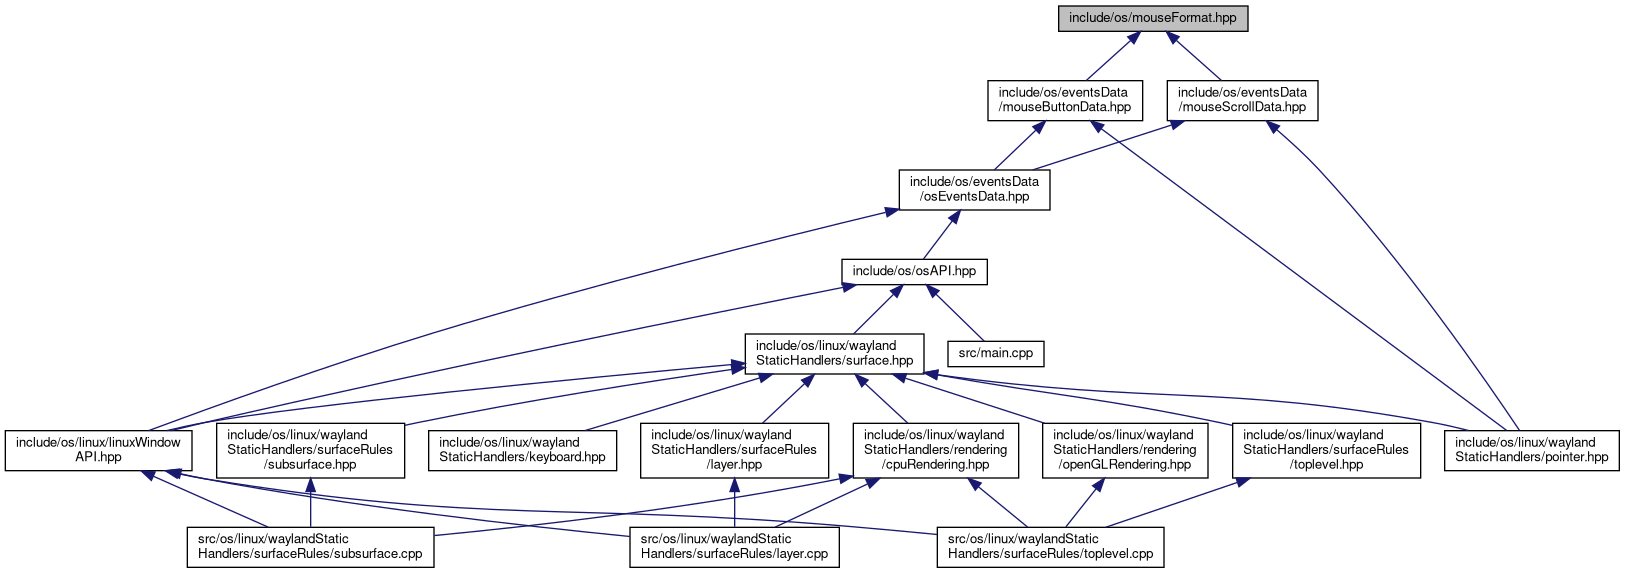 include/os/mouseFormat.hpp
include/os/eventsData
/mouseButtonData.hpp
include/os/eventsData
/mouseScrollData.hpp
include/os/eventsData
/osEventsData.hpp
include/os/osAPI.hpp
include/os/linux/wayland
StaticHandlers/surface.hpp
src/main.cpp
include/os/linux/linuxWindow
API.hpp
include/os/linux/wayland
StaticHandlers/surfaceRules
/subsurface.hpp
include/os/linux/wayland
StaticHandlers/keyboard.hpp
include/os/linux/wayland
StaticHandlers/surfaceRules
/layer.hpp
include/os/linux/wayland
StaticHandlers/rendering
/cpuRendering.hpp
include/os/linux/wayland
StaticHandlers/rendering
/openGLRendering.hpp
include/os/linux/wayland
StaticHandlers/surfaceRules
/toplevel.hpp
include/os/linux/wayland
StaticHandlers/pointer.hpp
src/os/linux/waylandStatic
Handlers/surfaceRules/subsurface.cpp
src/os/linux/waylandStatic
Handlers/surfaceRules/layer.cpp
src/os/linux/waylandStatic
Handlers/surfaceRules/toplevel.cpp